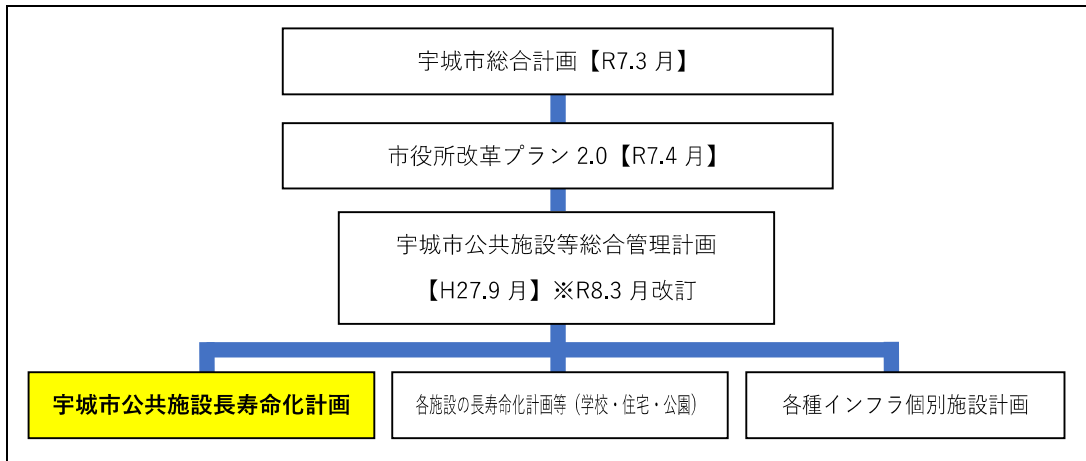 宇城市総合計画【R7.3 月】
市役所改革プラン 2.0【R7.4 月】
宇城市公共施設等総合管理計画
【H27.9 月】※R8.3 月改訂
宇城市公共施設長寿命化計画
各施設の長寿命化計画等（学校・住宅・公園）
各種インフラ個別施設計画